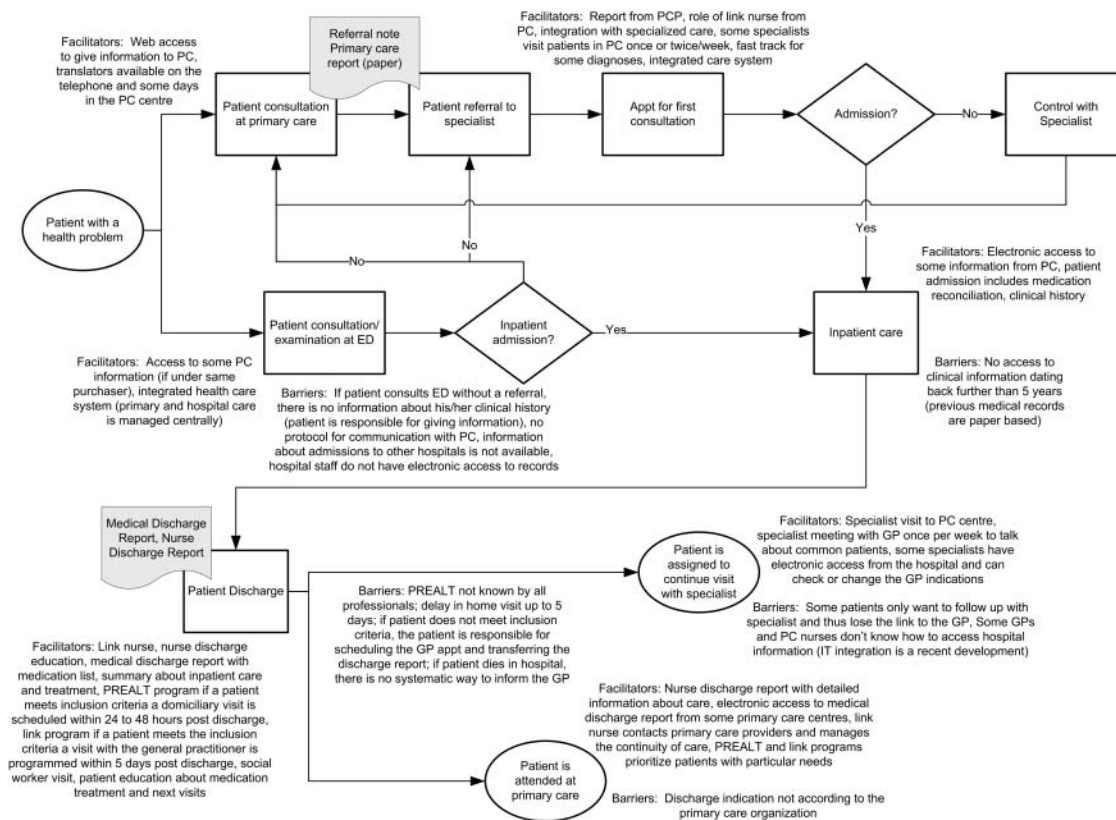 Facilitators: Web access
to give information to PC,
translators available on the
telephone and some days
in the PC centre
Referral note
Primary care
report (paper)
Facilitators: Report from PCP, role of link nurse from
PC, integration with specialized care, some specialists
visit patients in PC once or twice/week, fast track for
some diagnoses, integrated care system
Patient consultation
at primary care
Patient referral to
specialist
Appt for first
consultation
Admission?
No
Control with
Specialist
Patient with a
health problem
Yes
No
No
Facilitators: Electronic access to
some information from PC, patient
admission includes medication
reconciliation, clinical history
Patient consultation/
examination at ED
Inpatient
admission?
Yes
Inpatient care
Facilitators: Access to some PC
information (if under same
purchaser), integrated health care
system (primary and hospital care
is managed centrally)
Barriers: If patient consults ED without a referral,
there is no information about his/her clinical history
(patient is responsible for giving information), no
protocol for communication with PC, information
about admissions to other hospitals is not available,
hospital staff do not have electronic access to records
Barriers: No access to
clinical information dating
back further than 5 years
(previous medical records
are paper based)
Medical Discharge
Report, Nurse
Discharge Report
Patient Discharge
Facilitators: Link nurse, nurse discharge
education, medical discharge report with
medication list, summary about inpatient
care and treatment, PREALT program if a patient
meets inclusion criteria a domiciliary visit is
scheduled within 24 to 48 hours post discharge,
link program if a patient meets the inclusion
criteria a visit with the general practitioner is
programmed within 5 days post discharge, social
worker visit, patient education about medication
treatment and next visits
Barriers: PREALT not known by all
professionals; delay in home visit up to 5
days; if patient does not meet inclusion
criteria, the patient is responsible for
scheduling the GP appt and transferring the
discharge report; if patient dies in hospital,
there is no systematic way to inform the GP
Patient is
assigned to
continue visit
with specialist
Facilitators: Specialist visit to PC centre,
specialist meeting with GP once per week to talk
about common patients, some specialists have
electronic access from the hospital and can
check or change the GP indications
Barriers: Some patients only want to follow up with
specialist and thus lose the link to the GP, Some GPs
and PC nurses don't know how to access hospital
information (IT integration is a recent development)
Patient is
attended at
primary care
Facilitators: Nurse discharge report with detailed
information about care, electronic access to medical
discharge report from some primary care centres, link
nurse contacts primary care providers and manages
the continuity of care, PREALT and link programs
prioritize patients with particular needs
Barriers: Discharge indication not according to the
primary care organization